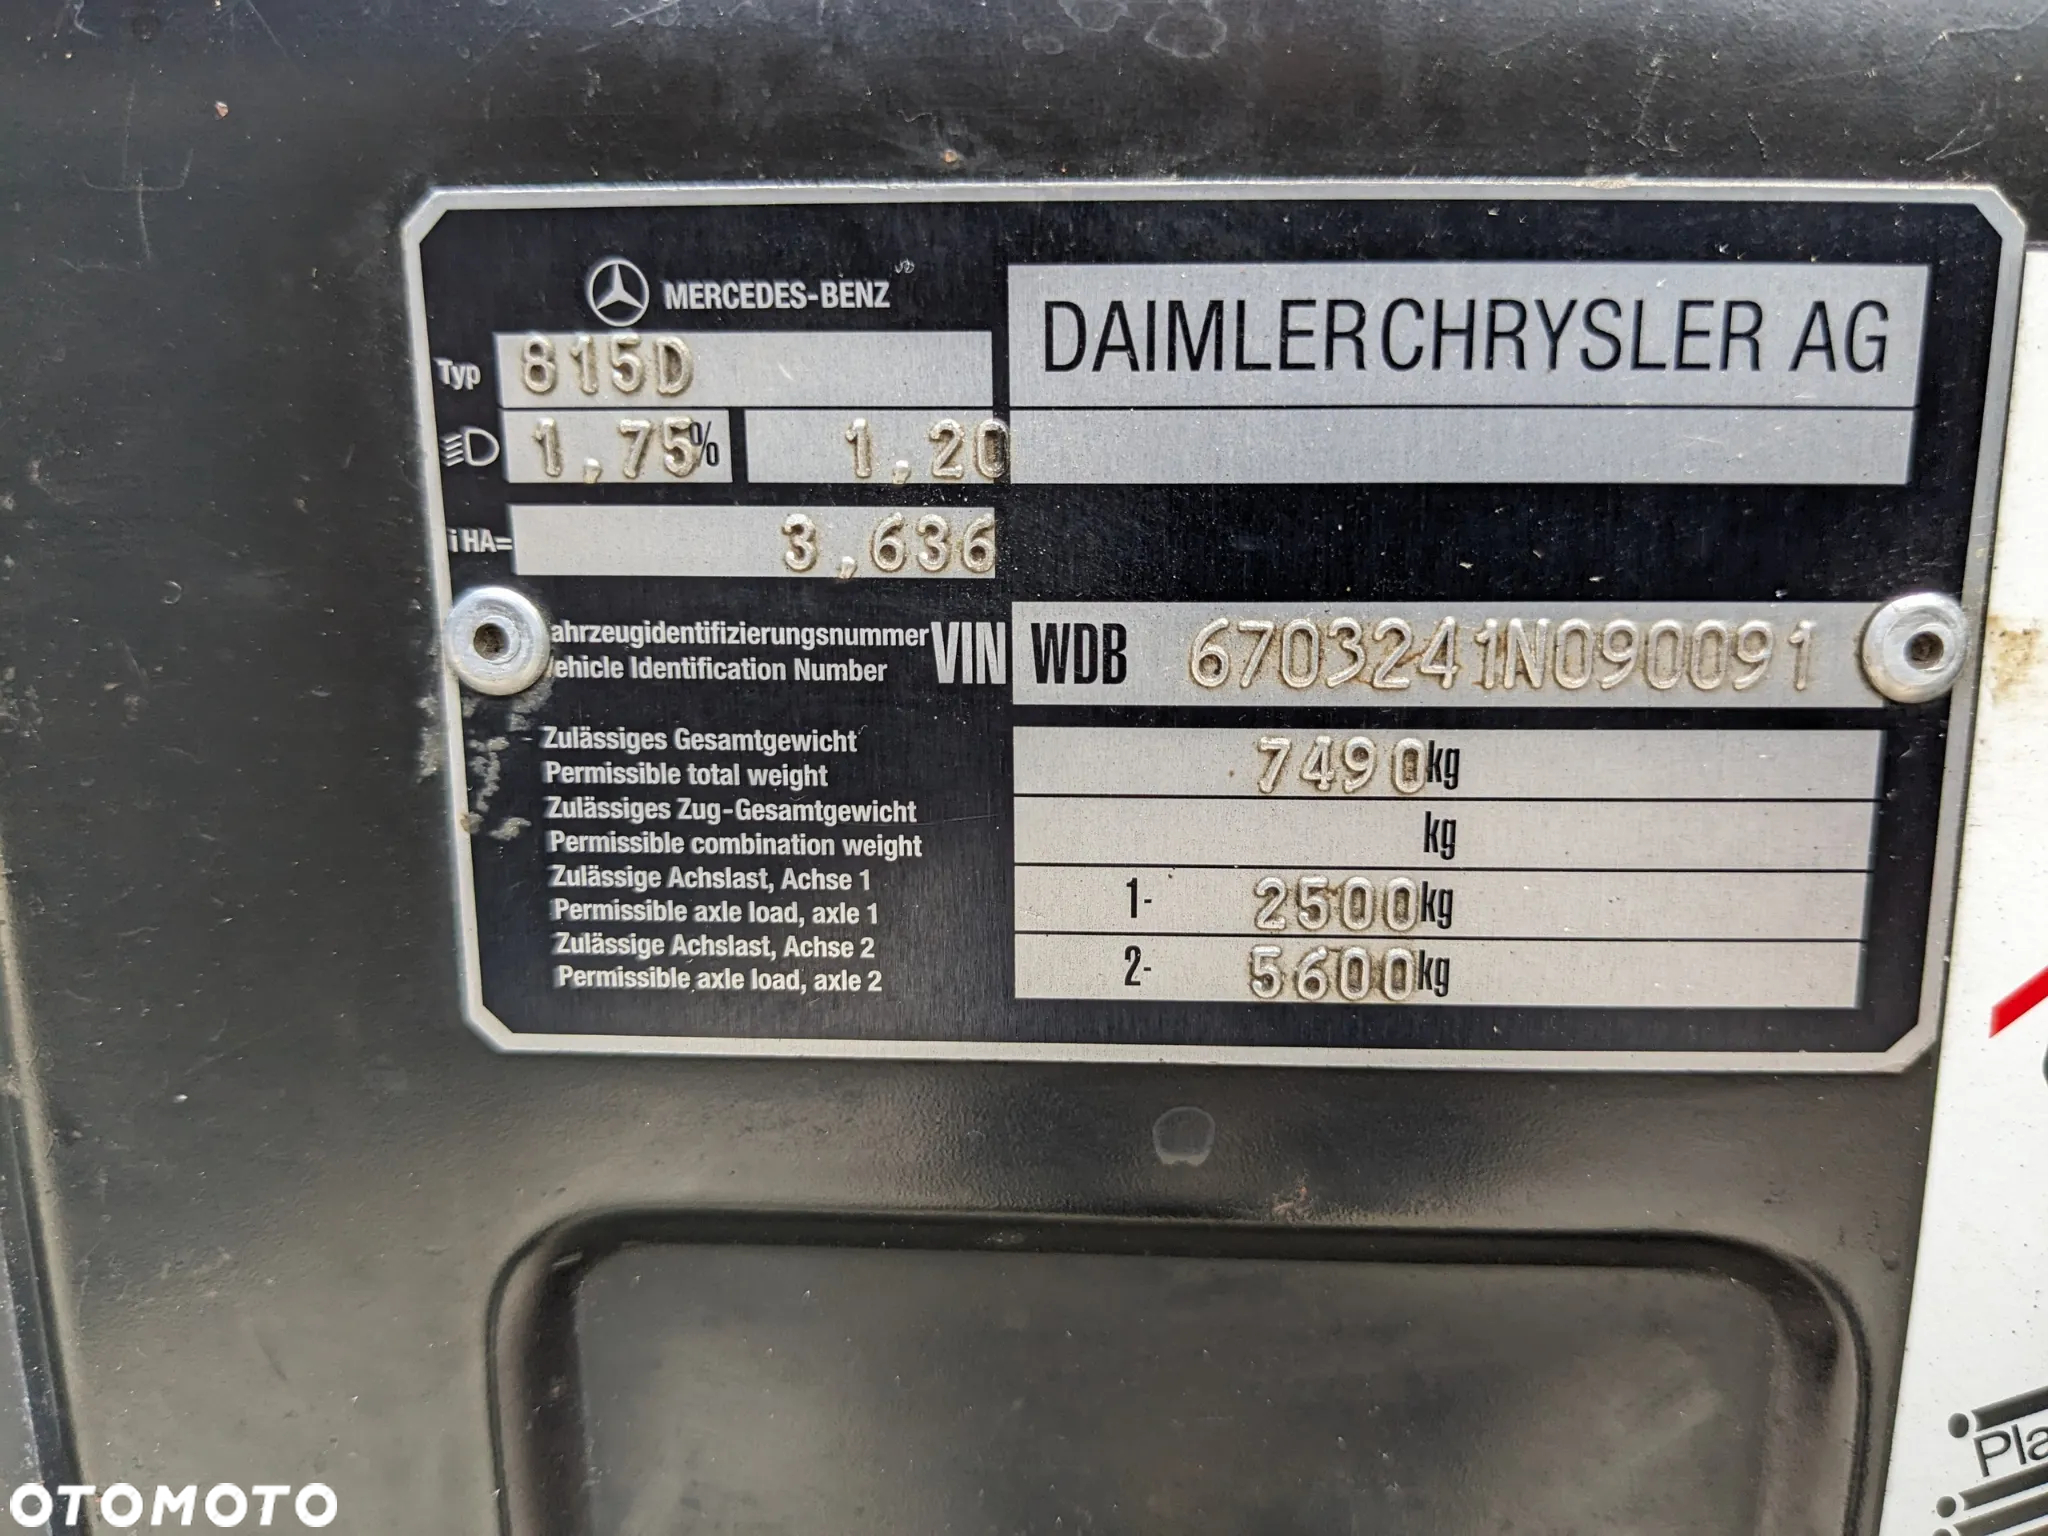 MERCEDES-BENZ
DAIMLERCHRYSLER AG
Typ 815D
1,75% 1,20
i HA= 3,636
ahrzeugidentifizierungsnummer
ehicle Identification Number
VIN WDB 6703241N090091
Zulässiges Gesamtgewicht
Permissible total weight
7490kg
Zulässiges Zug-Gesamtgewicht
Permissible combination weight
kg
Zulässige Achslast, Achse 1
Permissible axle load, axle 1
1- 2500kg
Zulässige Achslast, Achse 2
Permissible axle load, axle 2
2- 5600kg
Pla
OTOMOTO